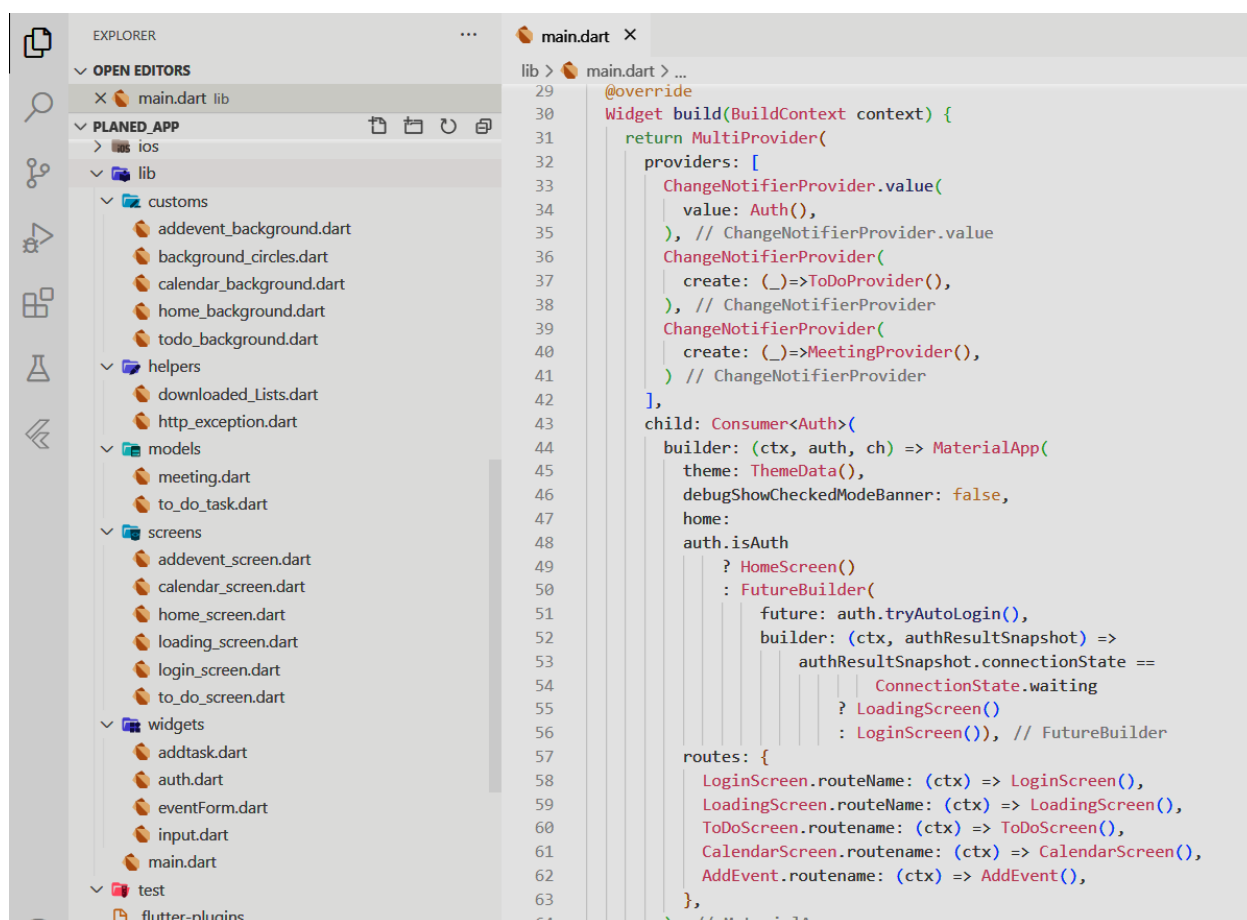 EXPLORER
OPEN EDITORS
main.dart lib
PLANED_APP
ios
lib
customs
addevent_background.dart
background_circles.dart
calendar_background.dart
home_background.dart
todo_background.dart
helpers
downloaded_Lists.dart
http_exception.dart
models
meeting.dart
to_do_task.dart
screens
addevent_screen.dart
calendar_screen.dart
home_screen.dart
loading_screen.dart
login_screen.dart
to_do_screen.dart
widgets
addtask.dart
auth.dart
eventForm.dart
input.dart
main.dart
test
.flutter-plugins
main.dart
lib > main.dart > ...
29 @override
30 Widget build(BuildContext context) {
31 return MultiProvider(
32 providers: [
33 ChangeNotifierProvider.value(
34 value: Auth(),
35 ), // ChangeNotifierProvider.value
36 ChangeNotifierProvider(
37 create: (_)=>ToDoProvider(),
38 ), // ChangeNotifierProvider
39 ChangeNotifierProvider(
40 create: (_)=>MeetingProvider(),
41 ) // ChangeNotifierProvider
42 ],
43 child: Consumer<Auth>(
44 builder: (ctx, auth, ch) => MaterialApp(
45 theme: ThemeData(),
46 debugShowCheckedModeBanner: false,
47 home:
48 auth.isAuth
49 ? HomeScreen()
50 : FutureBuilder(
51 future: auth.tryAutoLogin(),
52 builder: (ctx, authResultSnapshot) =>
53 authResultSnapshot.connectionState ==
54 ConnectionState.waiting
55 ? LoadingScreen()
56 : LoginScreen()), // FutureBuilder
57 routes: {
58 LoginScreen.routeName: (ctx) => LoginScreen(),
59 LoadingScreen.routeName: (ctx) => LoadingScreen(),
60 ToDoScreen.routename: (ctx) => ToDoScreen(),
61 CalendarScreen.routename: (ctx) => CalendarScreen(),
62 AddEvent.routename: (ctx) => AddEvent(),
63 },